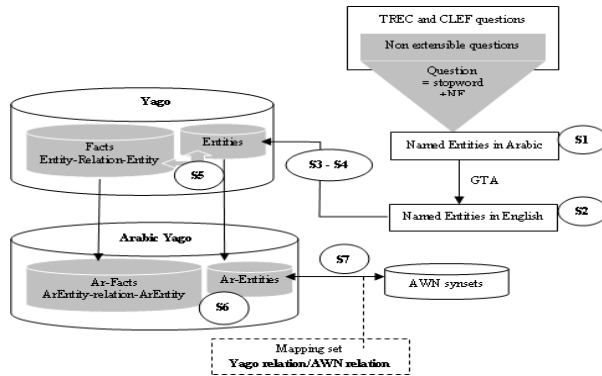 TREC and CLEF questions
Non extensible questions
Question
= stopword
+NE
Named Entities in Arabic
S1
GTA
Named Entities in English
S2
Yago
Facts
Entity-Relation-Entity
Entities
S5
S3 - S4
Arabic Yago
Ar-Facts
ArEntity-relation-ArEntity
Ar-Entities
S6
S7
AWN synsets
Mapping set
Yago relation/AWN relation